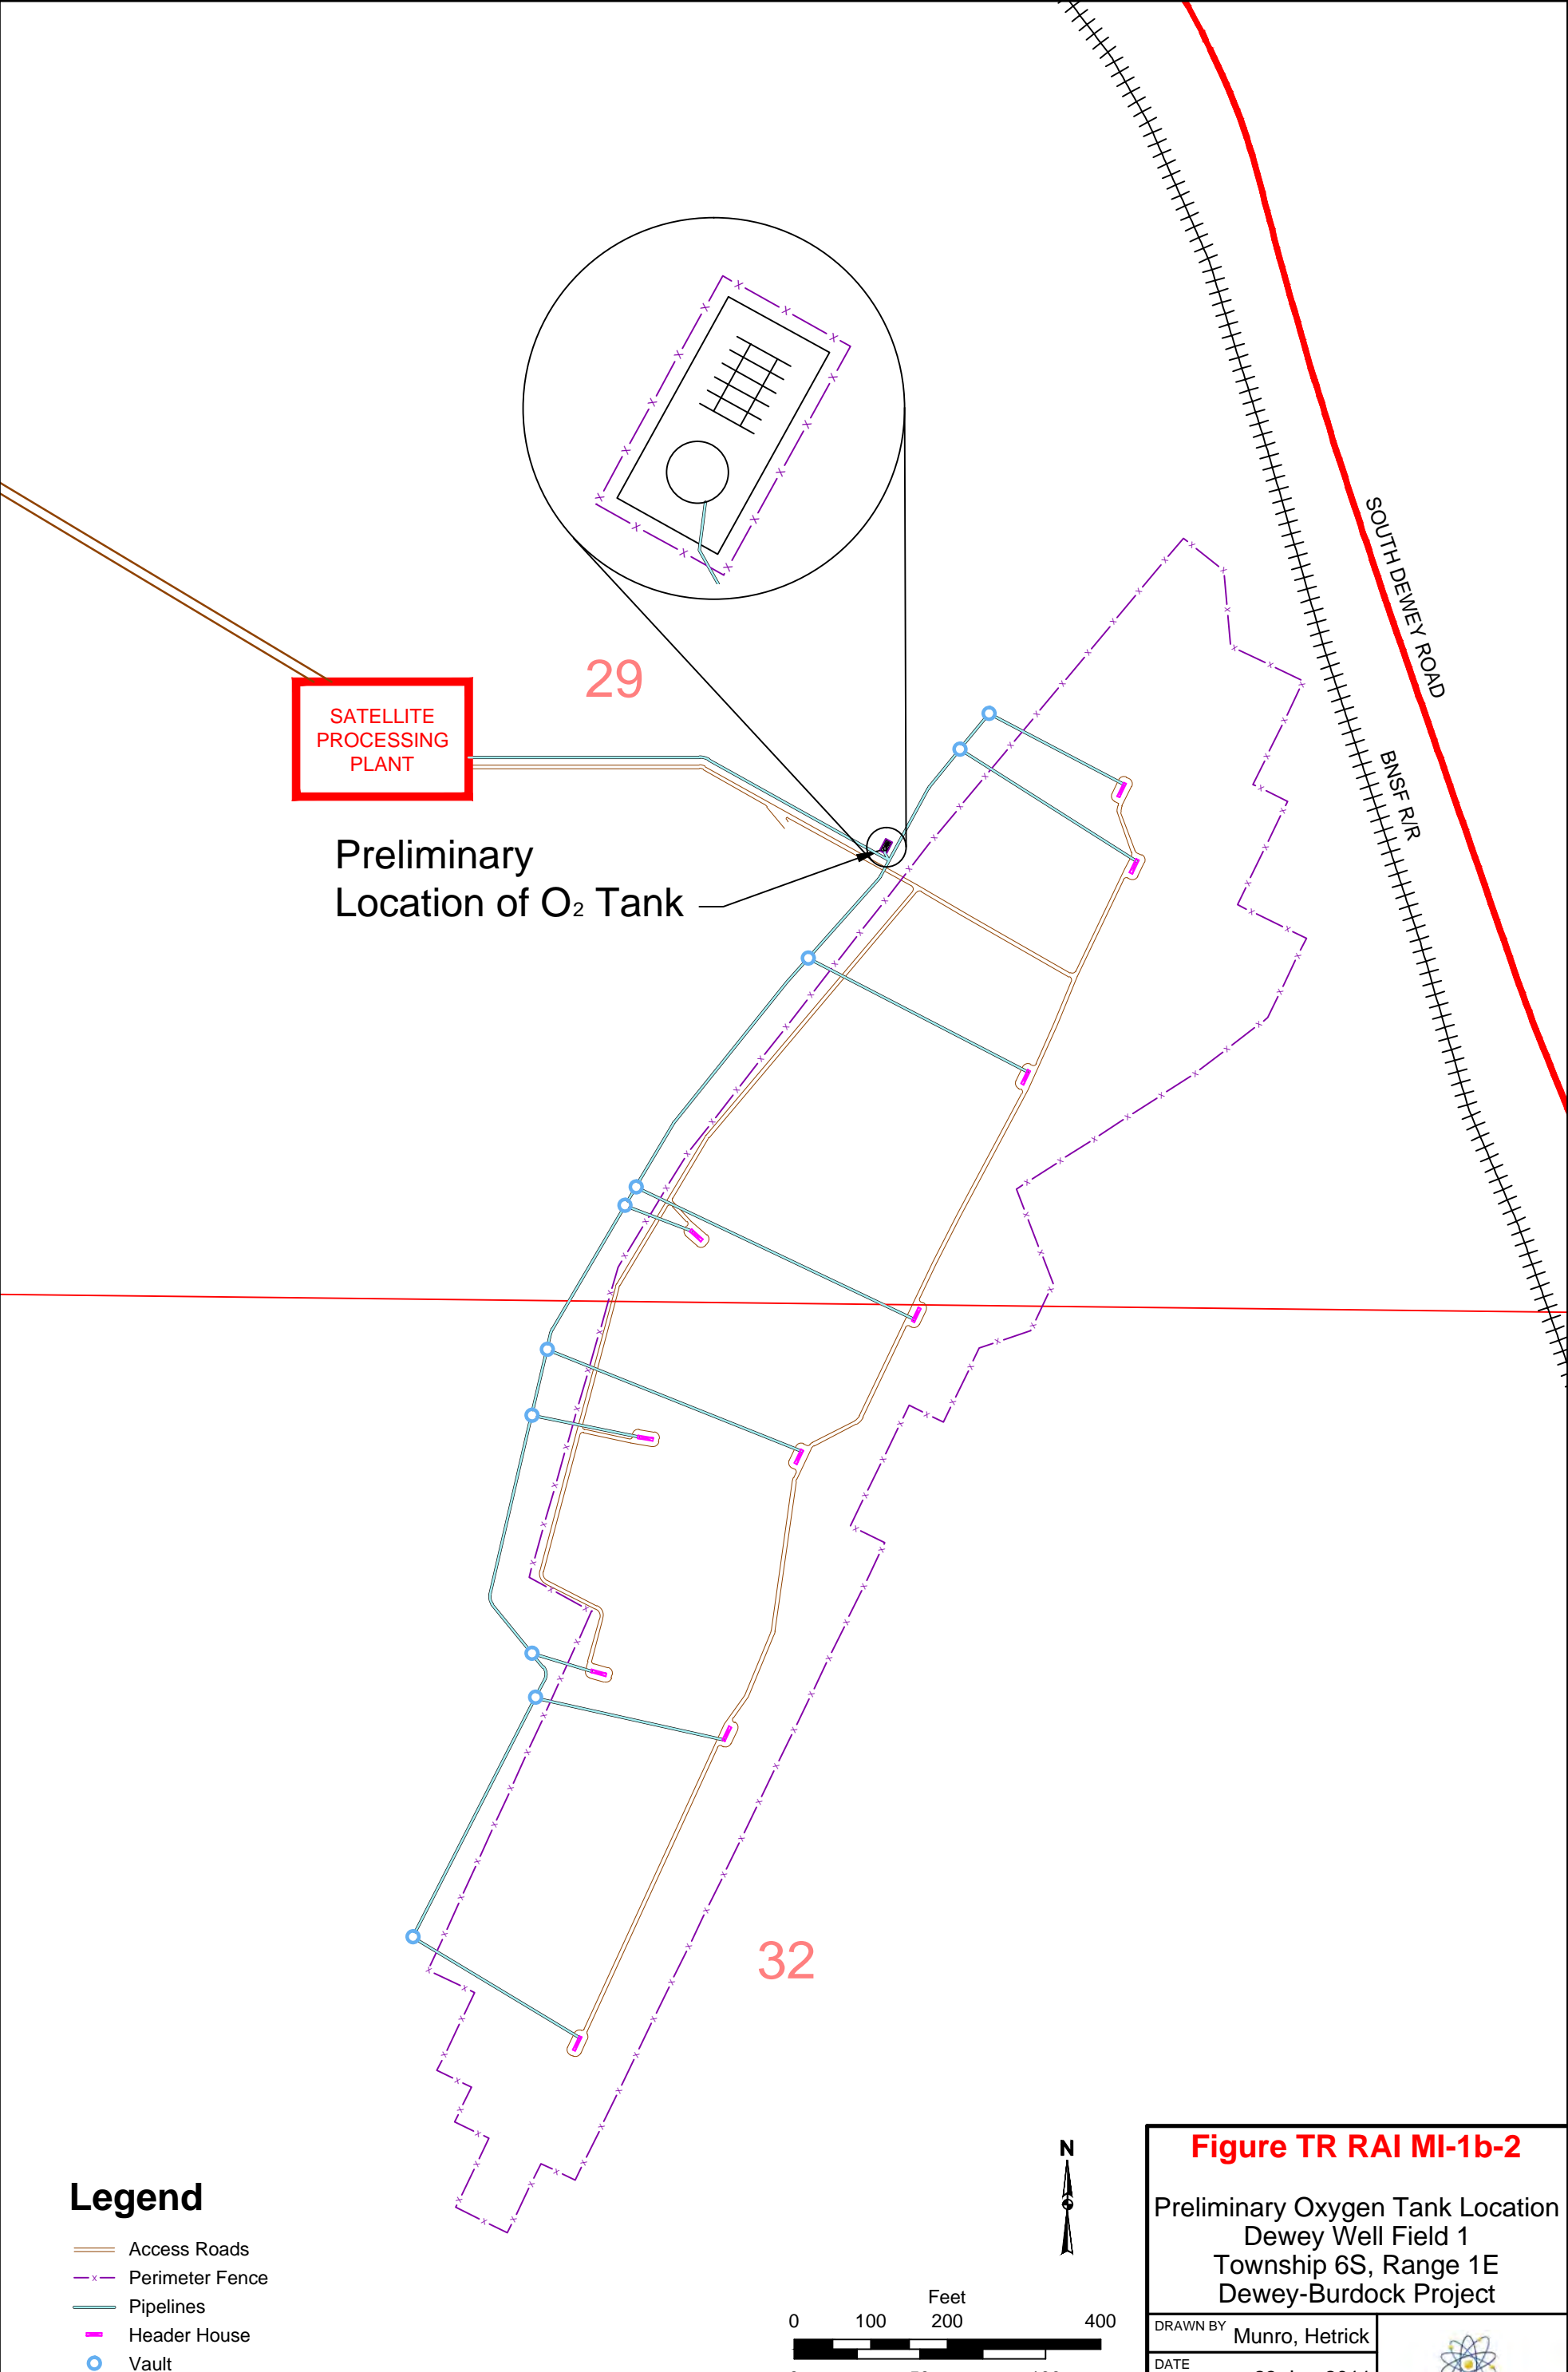 SOUTH DEWEY ROAD
BNSF R/R
29
SATELLITE
PROCESSING
PLANT
Preliminary
Location of O₂ Tank
32
Legend
Access Roads
Perimeter Fence
Pipelines
Header House
Vault
N
Feet
0 100 200 400
Figure TR RAI MI-1b-2
Preliminary Oxygen Tank Location
Dewey Well Field 1
Township 6S, Range 1E
Dewey-Burdock Project
DRAWN BY Munro, Hetrick
DATE